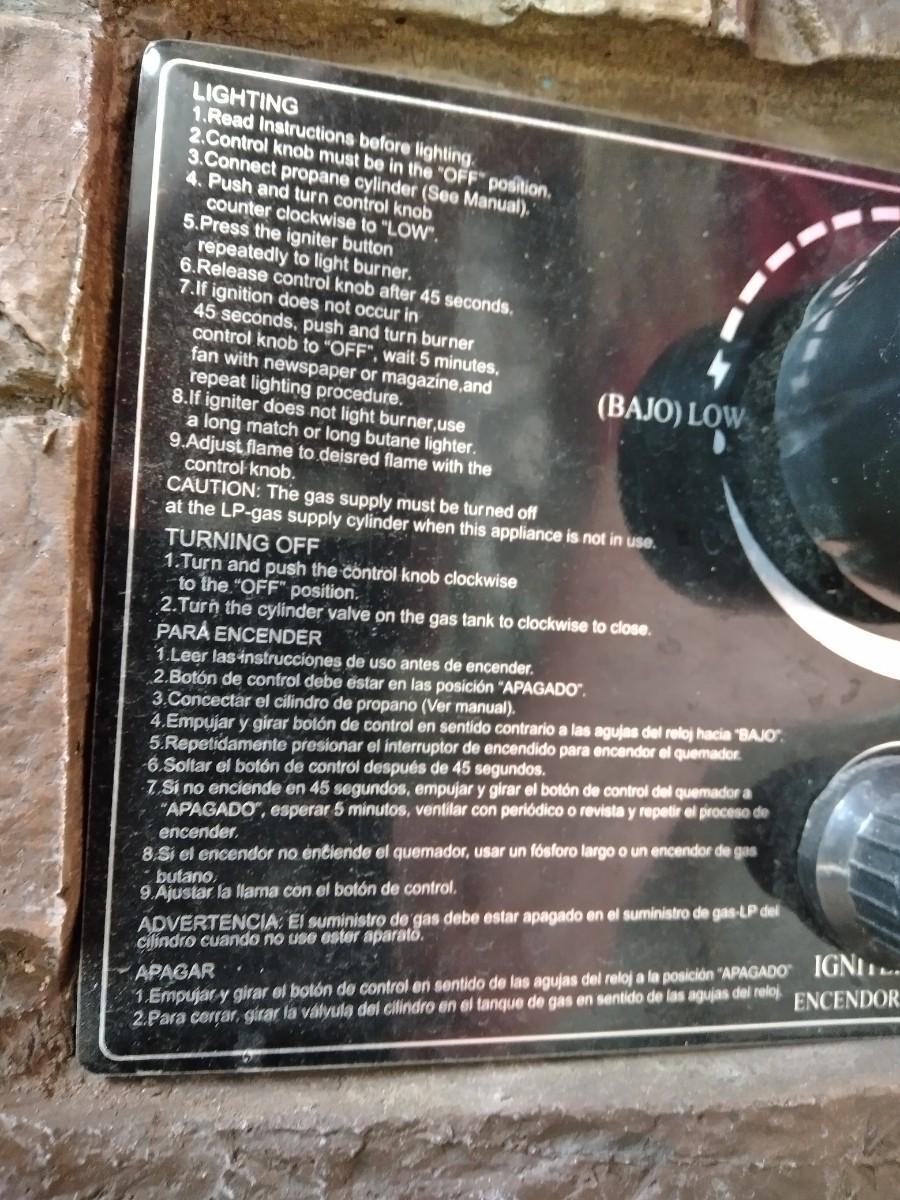 LIGHTING
1.Read Instructions before lighting.
2.Control knob must be in the "OFF" position.
3.Connect propane cylinder (See Manual).
4. Push and turn control knob
counter clockwise to "LOW".
5.Press the igniter button
repeatedly to light burner.
6.Release control knob after 45 seconds.
7.If ignition does not occur in
45 seconds, push and turn burner
control knob to "OFF", wait 5 minutes,
fan with newspaper or magazine,and
repeat lighting procedure.
8.If igniter does not light burner,use
a long match or long butane lighter.
9.Adjust flame to deisred flame with the
control knob.
CAUTION: The gas supply must be turned off
at the LP-gas supply cylinder when this appliance is not in use.
TURNING OFF
1.Turn and push the control knob clockwise
to the "OFF" position.
2.Turn the cylinder valve on the gas tank to clockwise to close.
PARA ENCENDER
1.Leer las instrucciones de uso antes de encender.
2.Botón de control debe estar en las posición "APAGADO".
3.Concectar el cilindro de propano (Ver manual).
4.Empujar y girar botón de control en sentido contrario a las agujas del reloj hacia "BAJO".
5.Repetidamente presionar el interruptor de encendido para encendor el quemador.
6.Soltar el botón de control después de 45 segundos.
7.Si no enciende en 45 segundos, empujar y girar el botón de control del quemador a
"APAGADO", esperar 5 minutos, ventilar con periódico o revista y repetir el proceso de
encender.
8.Si el encendor no enciende el quemador, usar un fósforo largo o un encendor de gas
butano.
9.Ajustar la llama con el botón de control.
ADVERTENCIA: El suministro de gas debe estar apagado en el suministro de gas-LP del
cilindro cuando no use ester aparato.
APAGAR
1.Empujar y girar el botón de control en sentido de las agujas del reloj a la posición "APAGADO"
2.Para cerrar, girar la válvula del cilindro en el tanque de gas en sentido de las agujas del reloj.
(BAJO) LOW
ENCENDOR